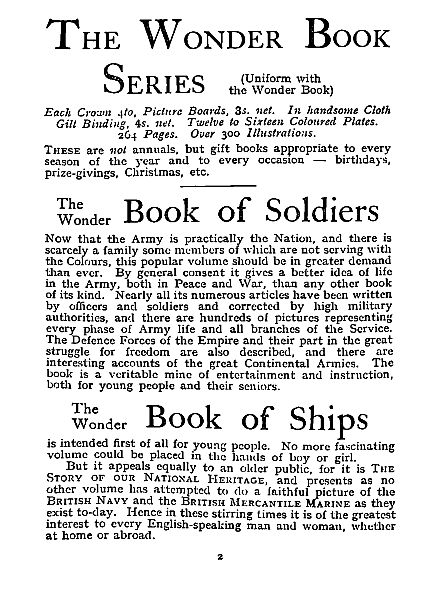 THE WONDER BOOK
SERIES (Uniform with
the Wonder Book)
Each Crown 4to, Picture Boards, 3s. net. In handsome Cloth
Gilt Binding, 4s. net. Twelve to Sixteen Coloured Plates.
264 Pages. Over 300 Illustrations.
THESE are not annuals, but gift books appropriate to every
season of the year and to every occasion — birthdays,
prize-givings, Christmas, etc.
The
Wonder Book of Soldiers
Now that the Army is practically the Nation, and there is
scarcely a family some members of which are not serving with
the Colours, this popular volume should be in greater demand
than ever. By general consent it gives a better idea of life
in the Army, both in Peace and War, than any other book
of its kind. Nearly all its numerous articles have been written
by officers and soldiers and corrected by high military
authorities, and there are hundreds of pictures representing
every phase of Army life and all branches of the Service.
The Defence Forces of the Empire and their part in the great
struggle for freedom are also described, and there are
interesting accounts of the great Continental Armies. The
book is a veritable mine of entertainment and instruction,
both for young people and their seniors.
The
Wonder Book of Ships
is intended first of all for young people. No more fascinating
volume could be placed in the hands of boy or girl.
But it appeals equally to an older public, for it is THE
STORY OF OUR NATIONAL HERITAGE, and presents as no
other volume has attempted to do a faithful picture of the
BRITISH NAVY and the BRITISH MERCANTILE MARINE as they
exist to-day. Hence in these stirring times it is of the greatest
interest to every English-speaking man and woman, whether
at home or abroad.
2